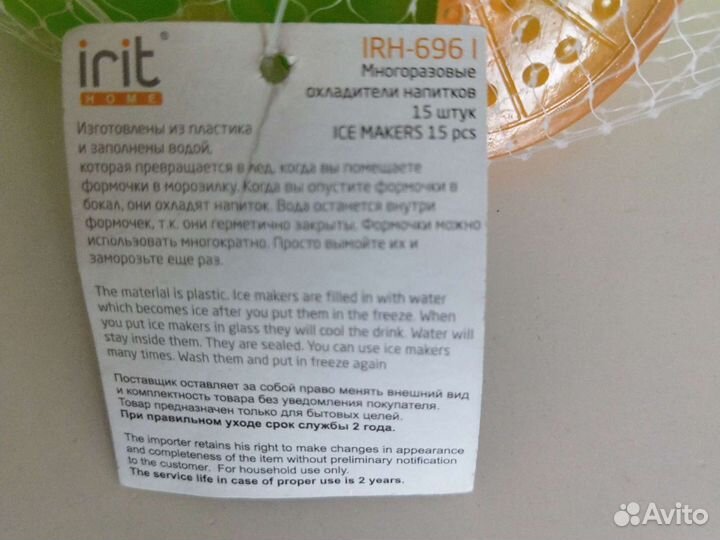 irit®
HOME
IRH-696 I
Многоразовые
охладители напитков
15 штук
ICE MAKERS 15 pcs
Изготовлены из пластика
и заполнены водой,
которая превращается в лед, когда вы помещаете
формочки в морозилку. Когда вы опустите формочки в
бокал, они охладят напиток. Вода останется внутри
формочек, т.к. они герметично закрыты. Формочки можно
использовать многократно. Просто вымойте их и
заморозьте еще раз.
The material is plastic. Ice makers are filled in with water
which becomes ice after you put them in the freeze. When
you put ice makers in glass they will cool the drink. Water will
stay inside them. They are sealed. You can use ice makers
many times. Wash them and put in freeze again
Поставщик оставляет за собой право менять внешний вид
и комплектность товара без уведомления покупателя.
Товар предназначен только для бытовых целей.
При правильном уходе срок службы 2 года.
The importer retains his right to make changes in appearance
and completeness of the item without preliminary notification
to the customer. For household use only.
The service life in case of proper use is 2 years.
Avito